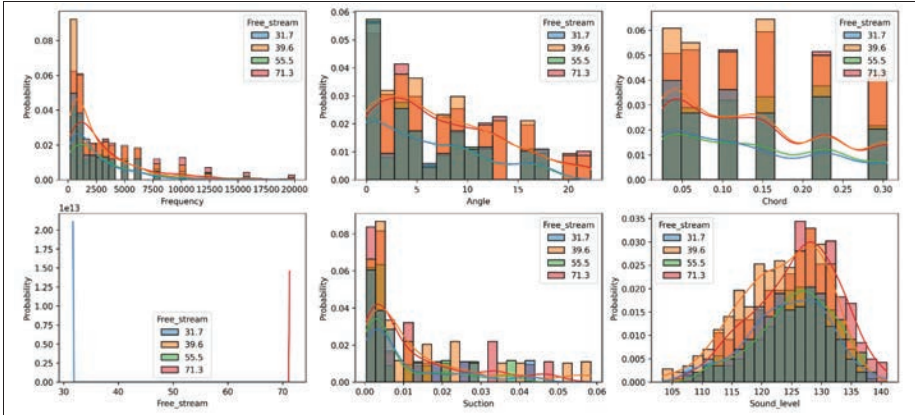 Free_stream
31.7
39.6
55.5
71.3
Probability
0.08
0.06
0.04
0.02
0.00
0 2500 5000 7500 10000 12500 15000 17500 20000
Frequency
Free_stream
31.7
39.6
55.5
71.3
Probability
0.06
0.05
0.04
0.03
0.02
0.01
0.00
0 5 10 15 20
Angle
Free_stream
31.7
39.6
55.5
71.3
Probability
0.06
0.05
0.04
0.03
0.02
0.01
0.00
0.05 0.10 0.15 0.20 0.25 0.30
Chord
1e13
Probability
2.00
1.75
1.50
1.25
1.00
0.75
0.50
0.25
0.00
Free_stream
31.7
39.6
55.5
71.3
30 40 50 60 70
Free_stream
Free_stream
31.7
39.6
55.5
71.3
Probability
0.08
0.06
0.04
0.02
0.00
0.00 0.01 0.02 0.03 0.04 0.05 0.06
Suction
Free_stream
31.7
39.6
55.5
71.3
Probability
0.035
0.030
0.025
0.020
0.015
0.010
0.005
0.000
105 110 115 120 125 130 135 140
Sound_level